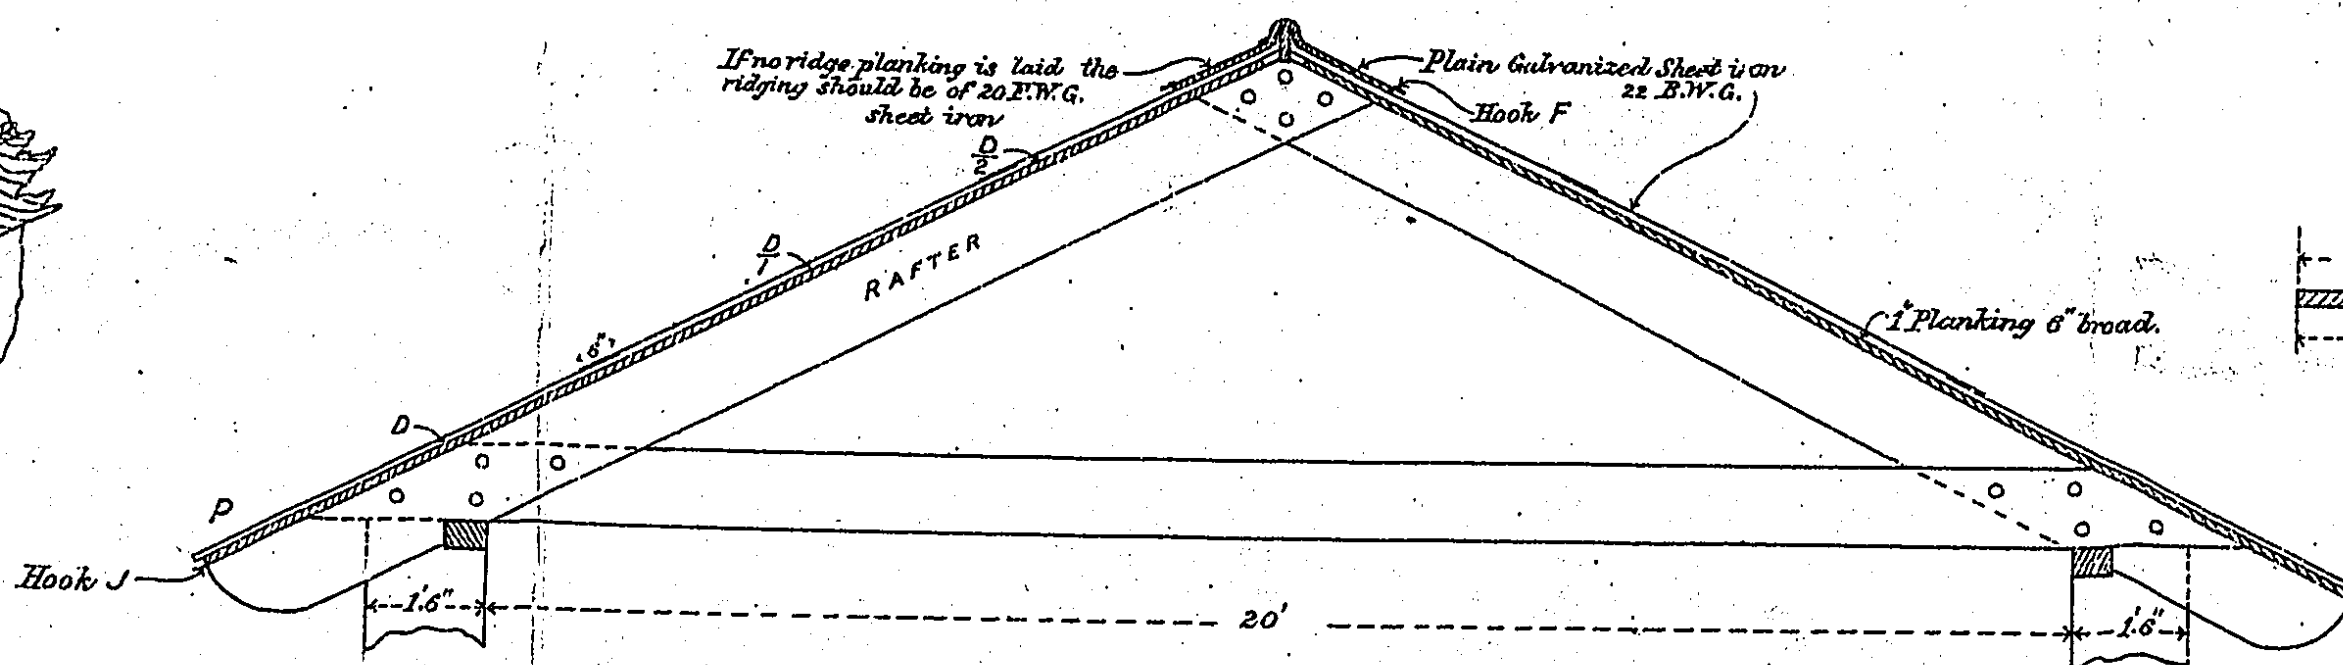 If no ridge planking is laid the
ridging should be of 20 B.W.G.
sheet iron
Plain Galvanized Sheet iron
22 B.W.G.
Hook F
D
2
D
1
RAFTER
1" Planking 6" broad.
6"
D
P
Hook J
1'.6"
20'
1'.6"